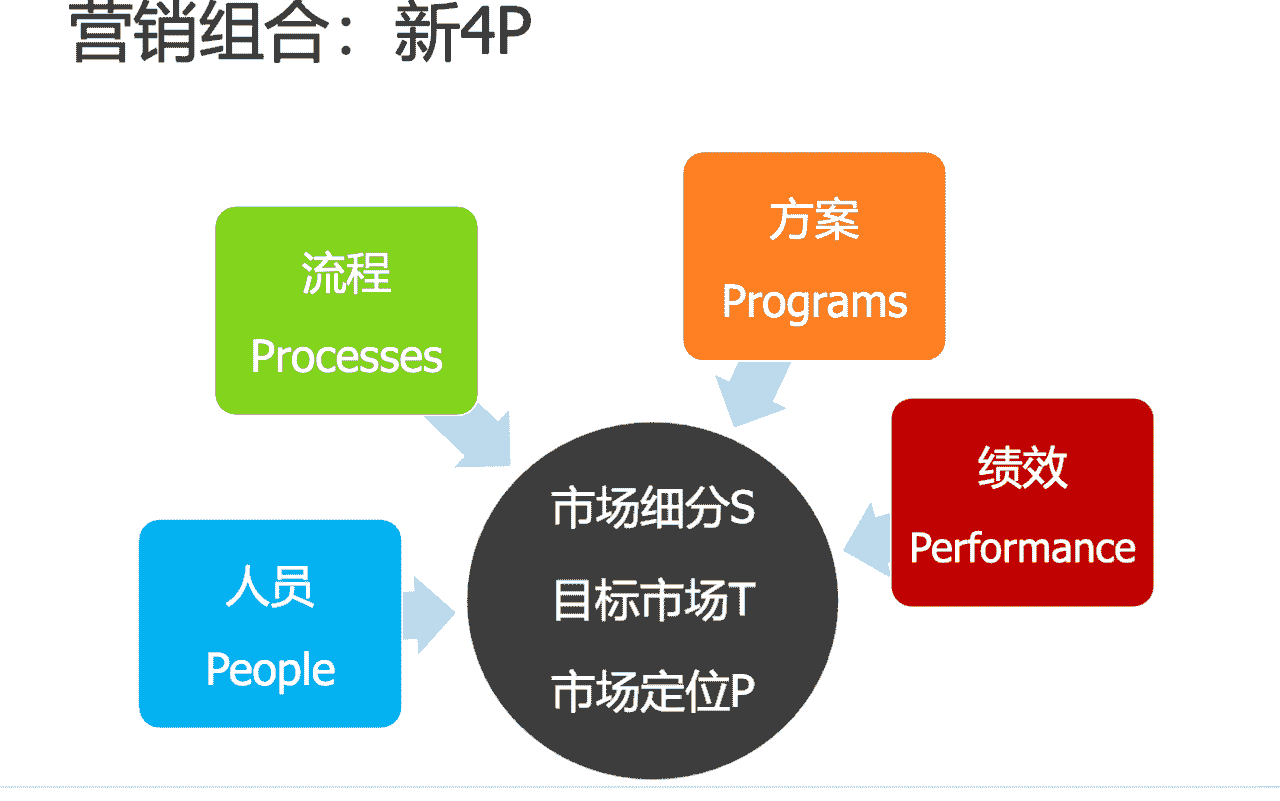 营销组合：新4P
流程
Processes
方案
Programs
绩效
Performance
人员
People
市场细分S
目标市场T
市场定位P